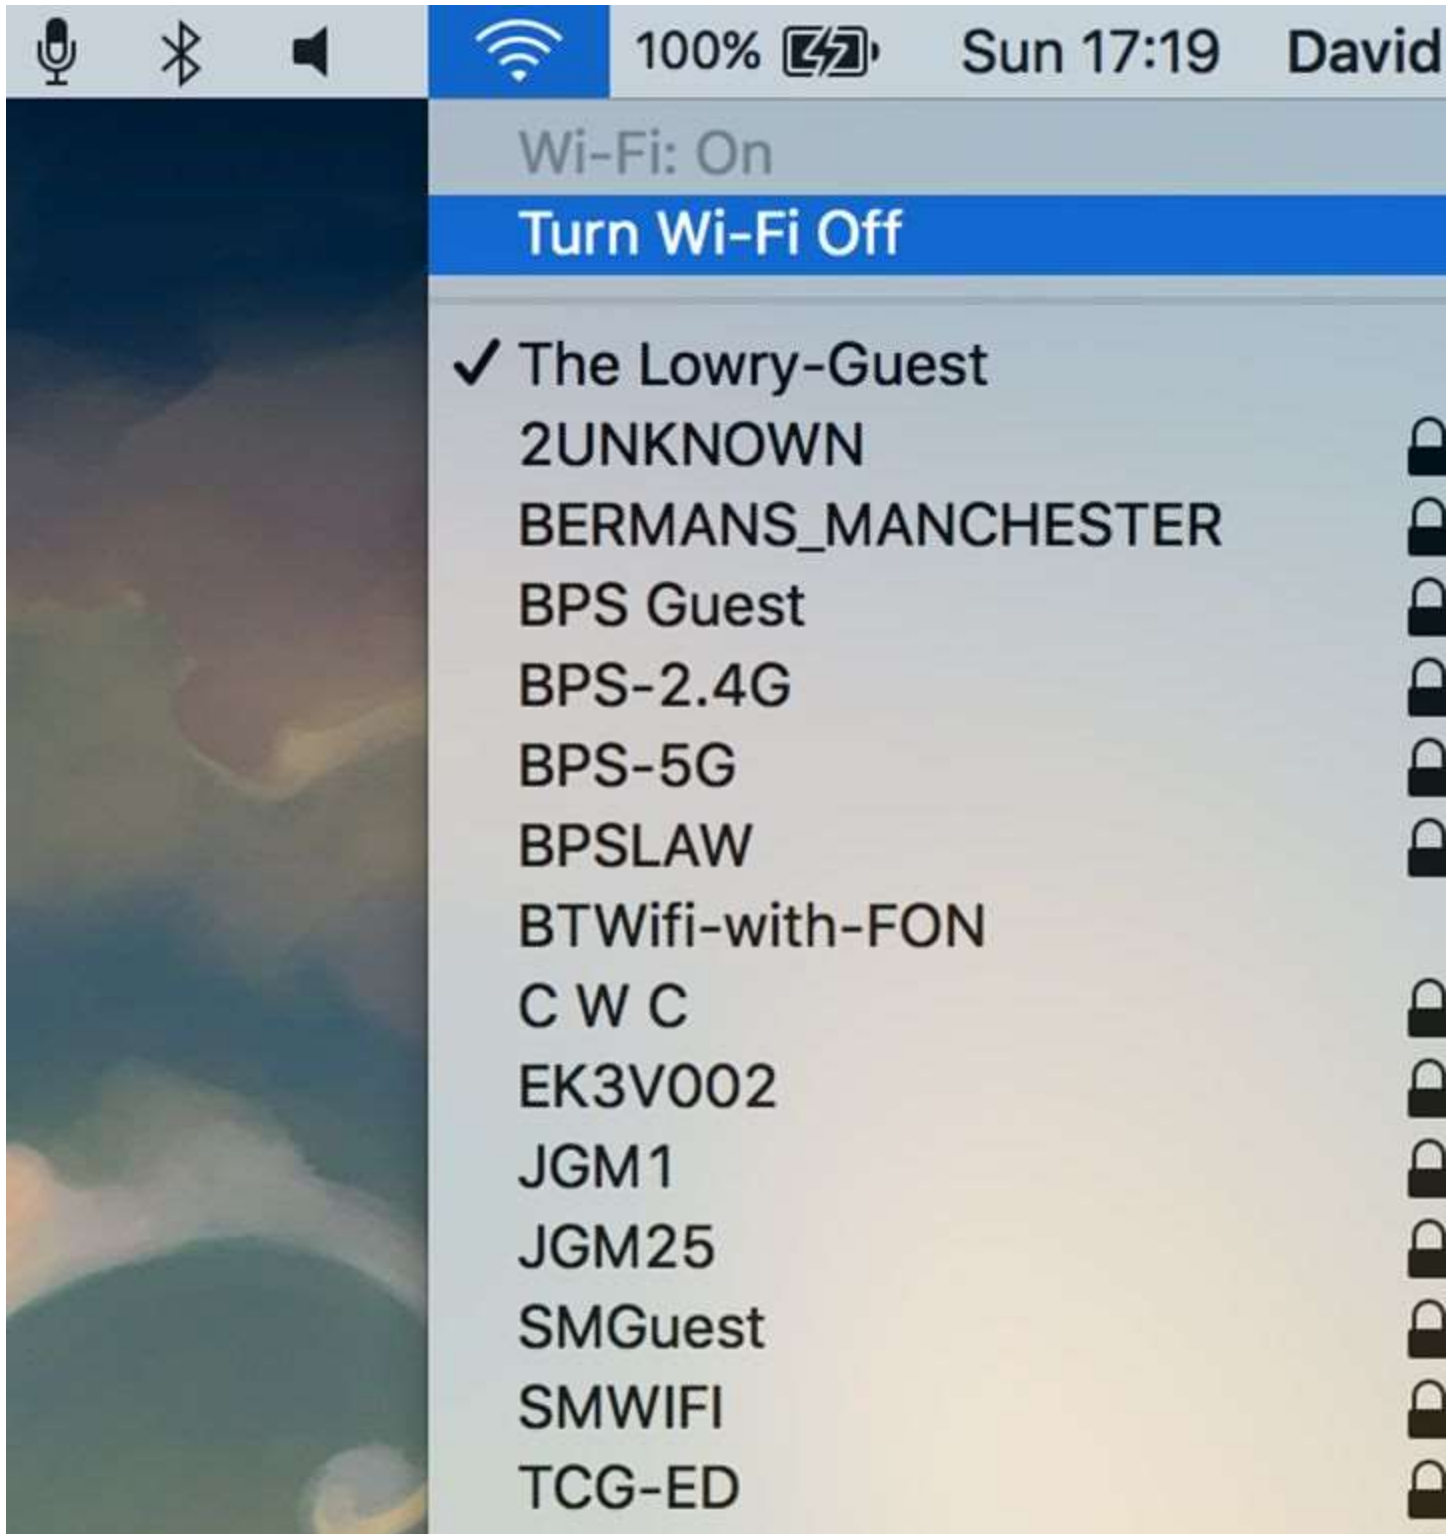 100% Sun 17:19 David
Wi-Fi: On
Turn Wi-Fi Off
The Lowry-Guest
2UNKNOWN
BERMANS_MANCHESTER
BPS Guest
BPS-2.4G
BPS-5G
BPSLAW
BTWifi-with-FON
C W C
EK3V002
JGM1
JGM25
SMGuest
SMWIFI
TCG-ED